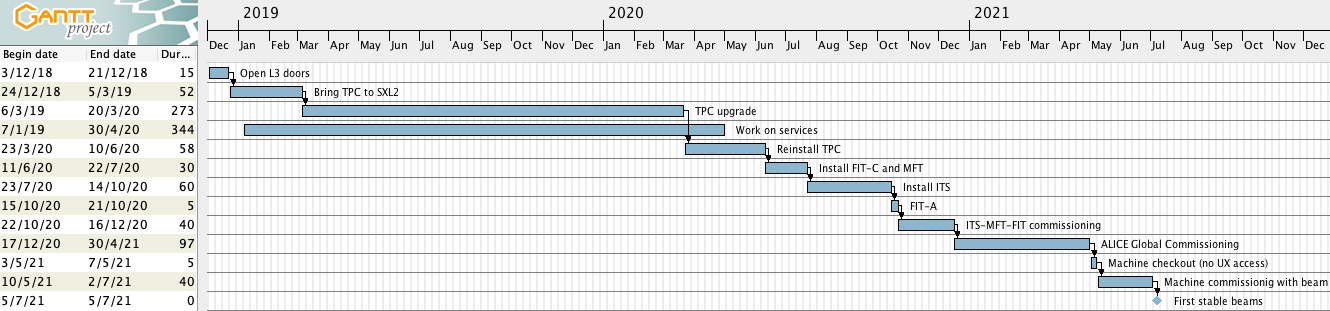 GANTT
project
2019 2020 2021
Dec Jan Feb Mar Apr May Jun Jul Aug Sep Oct Nov Dec Jan Feb Mar Apr May Jun Jul Aug Sep Oct Nov Dec Jan Feb Mar Apr May Jun Jul Aug Sep Oct Nov Dec
Begin date End date Dur...
3/12/18 21/12/18 15 Open L3 doors
24/12/18 5/3/19 52 Bring TPC to SXL2
6/3/19 20/3/20 273 TPC upgrade
7/1/19 30/4/20 344 Work on services
23/3/20 10/6/20 58 Reinstall TPC
11/6/20 22/7/20 30 Install FIT-C and MFT
23/7/20 14/10/20 60 Install ITS
15/10/20 21/10/20 5 FIT-A
22/10/20 16/12/20 40 ITS-MFT-FIT commissioning
17/12/20 30/4/21 97 ALICE Global Commissioning
3/5/21 7/5/21 5 Machine checkout (no UX access)
10/5/21 2/7/21 40 Machine commissionig with beam
5/7/21 5/7/21 0 First stable beams